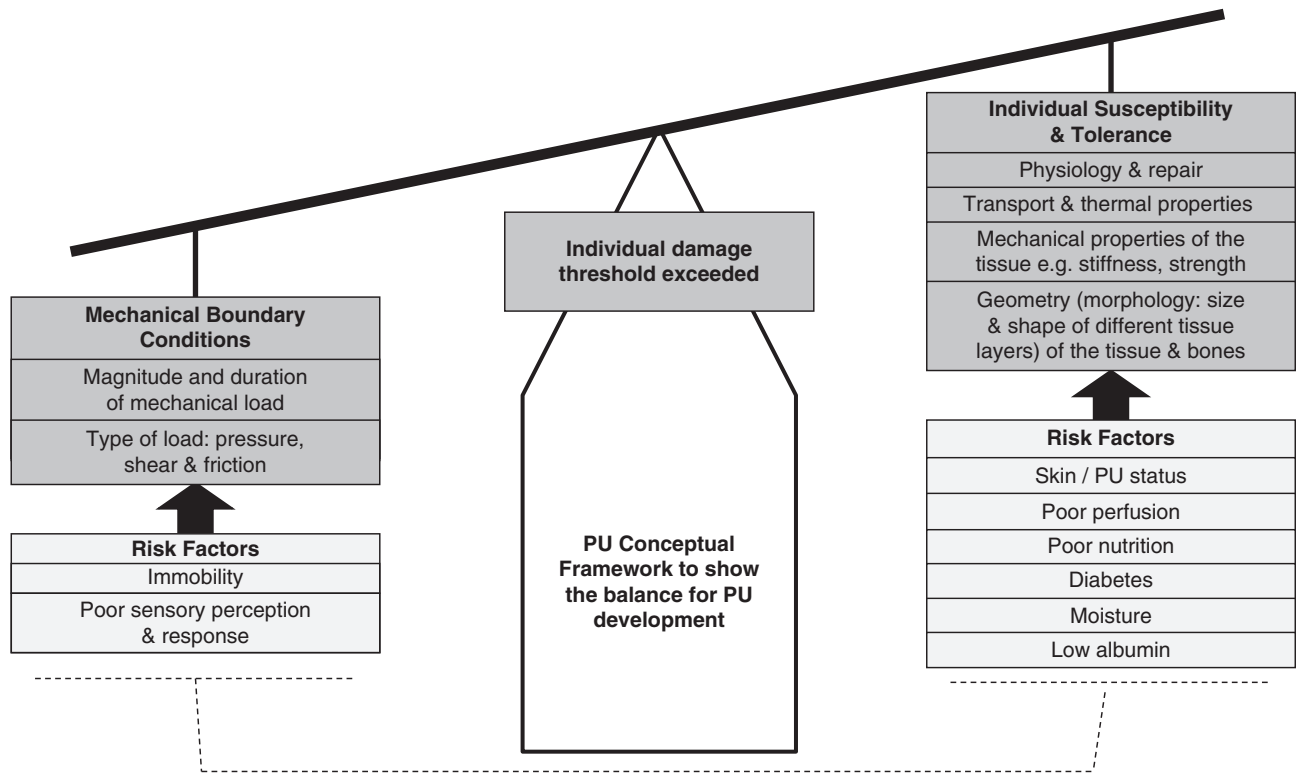 Mechanical Boundary
Conditions
Magnitude and duration
of mechanical load
Type of load: pressure,
shear & friction
Risk Factors
Immobility
Poor sensory perception
& response
Individual damage
threshold exceeded
PU Conceptual
Framework to show
the balance for PU
development
Individual Susceptibility
& Tolerance
Physiology & repair
Transport & thermal properties
Mechanical properties of the
tissue e.g. stiffness, strength
Geometry (morphology: size
& shape of different tissue
layers) of the tissue & bones
Risk Factors
Skin / PU status
Poor perfusion
Poor nutrition
Diabetes
Moisture
Low albumin